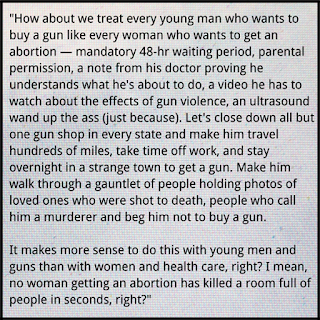 "How about we treat every young man who wants to
buy a gun like every woman who wants to get an
abortion — mandatory 48-hr waiting period, parental
permission, a note from his doctor proving he
understands what he's about to do, a video he has to
watch about the effects of gun violence, an ultrasound
wand up the ass (just because). Let's close down all but
one gun shop in every state and make him travel
hundreds of miles, take time off work, and stay
overnight in a strange town to get a gun. Make him
walk through a gauntlet of people holding photos of
loved ones who were shot to death, people who call
him a murderer and beg him not to buy a gun.

It makes more sense to do this with young men and
guns than with women and health care, right? I mean,
no woman getting an abortion has killed a room full of
people in seconds, right?"